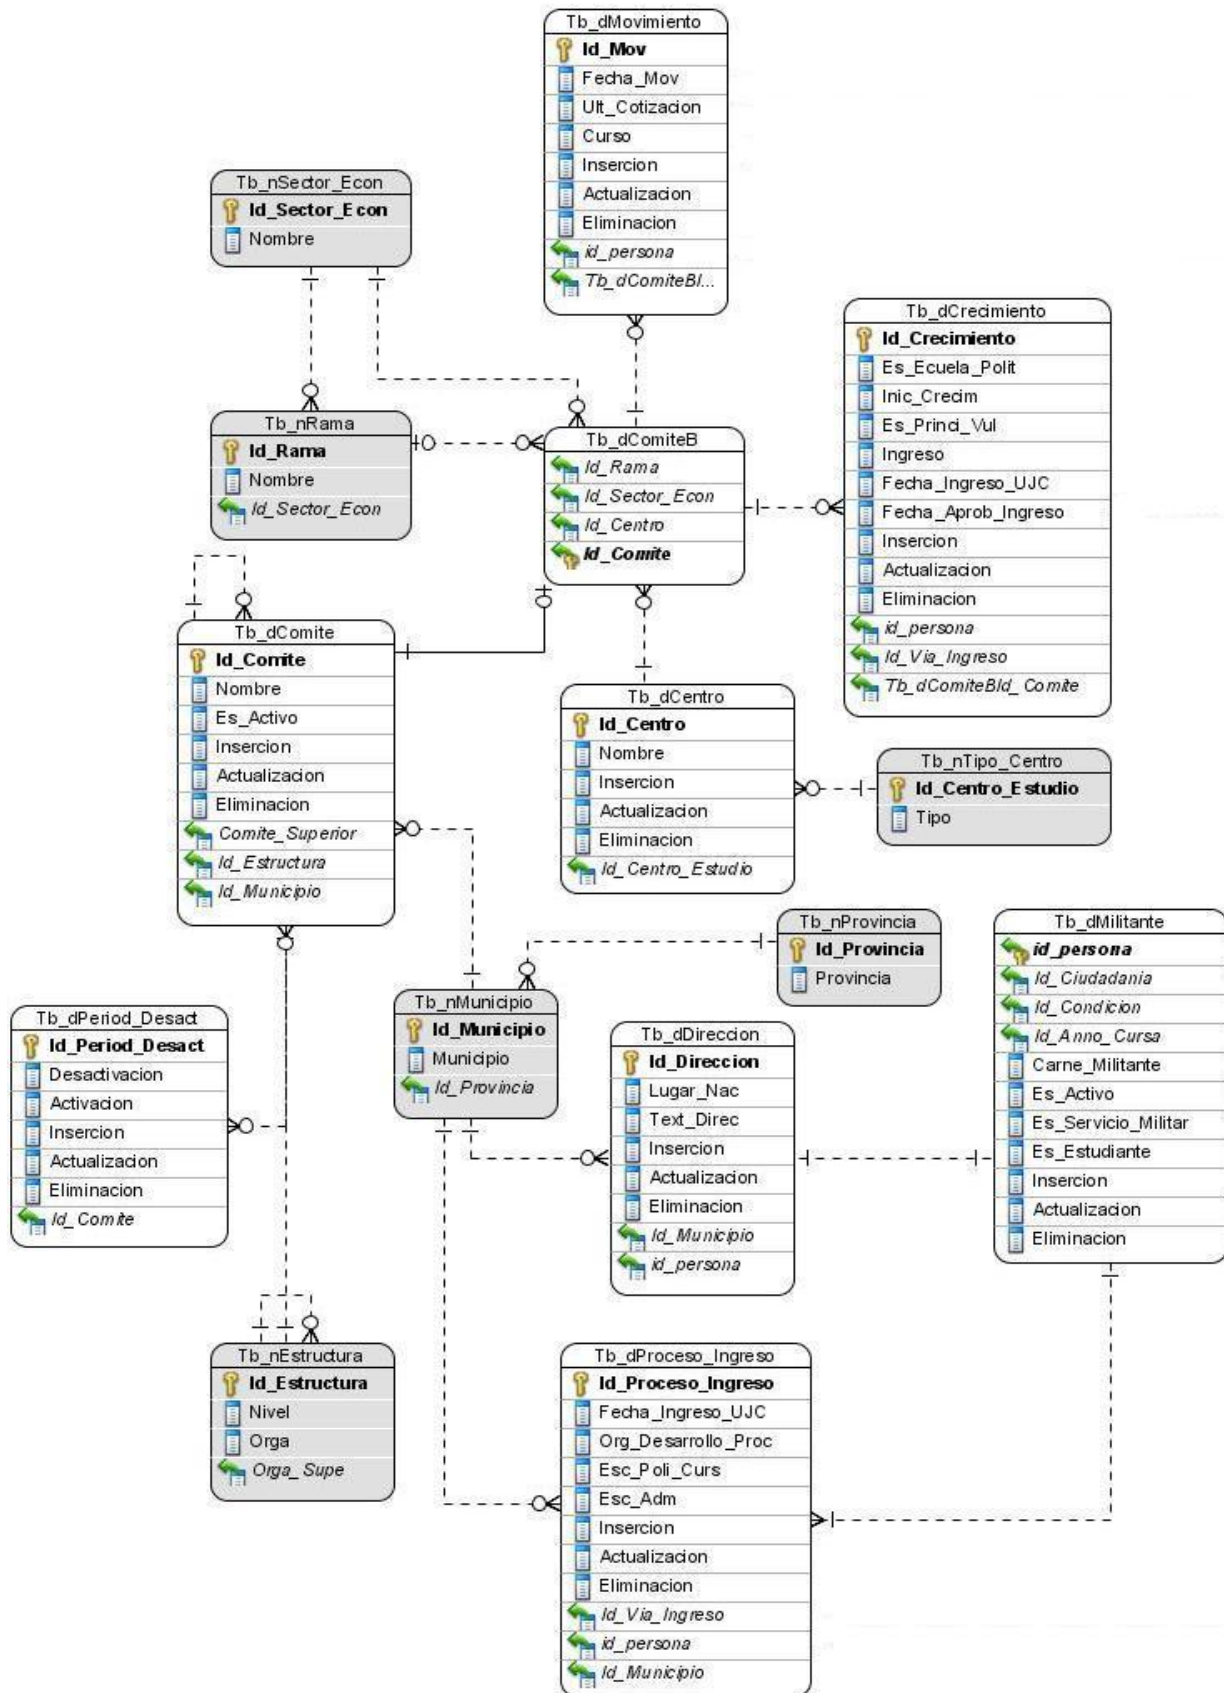 Tb_dMovimiento
Id_Mov
Fecha_Mov
Ult_Cotizacion
Curso
Insercion
Actualizacion
Eliminacion
id_persona
Tb_dComiteBI...
Tb_nSector_Econ
Id_Sector_Econ
Nombre
Tb_dCrecimiento
Id_Crecimiento
Es_Ecuela_Polit
Inic_Crecim
Es_Princi_Vul
Ingreso
Fecha_Ingreso_UJC
Fecha_Aprob_Ingreso
Insercion
Actualizacion
Eliminacion
id_persona
Id_Via_Ingreso
Tb_dComiteBId_Comite
Tb_nRama
Id_Rama
Nombre
Id_Sector_Econ
Tb_dComiteB
Id_Rama
Id_Sector_Econ
Id_Centro
Id_Comite
Tb_dComite
Id_Comite
Nombre
Es_Activo
Insercion
Actualizacion
Eliminacion
Comite_Superior
Id_Estructura
Id_Municipio
Tb_dCentro
Id_Centro
Nombre
Insercion
Actualizacion
Eliminacion
Id_Centro_Estudio
Tb_nTipo_Centro
Id_Centro_Estudio
Tipo
Tb_nProvincia
Id_Provincia
Provincia
Tb_dMilitante
id_persona
Id_Ciudadania
Id_Condicion
Id_Anno_Cursa
Carne_Militante
Es_Activo
Es_Servicio_Militar
Es_Estudiante
Insercion
Actualizacion
Eliminacion
Tb_nMunicipio
Id_Municipio
Municipio
Id_Provincia
Tb_dPeriod_Desact
Id_Period_Desact
Desactivacion
Activacion
Insercion
Actualizacion
Eliminacion
Id_Comite
Tb_dDireccion
Id_Direccion
Lugar_Nac
Text_Direc
Insercion
Actualizacion
Eliminacion
Id_Municipio
id_persona
Tb_nEstructura
Id_Estructura
Nivel
Orga
Orga_Supe
Tb_dProceso_Ingreso
Id_Proceso_Ingreso
Fecha_Ingreso_UJC
Org_Desarrollo_Proc
Esc_Poli_Curs
Esc_Adm
Insercion
Actualizacion
Eliminacion
Id_Via_Ingreso
id_persona
Id_Municipio